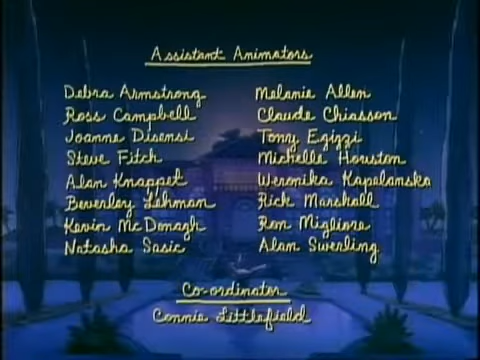 Assistant Animators
Debra Armstrong
Melanie Allen
Ross Campbell
Claude Chiasson
Joanne Disensi
Tony Egizzi
Steve Fitch
Michelle Houston
Alan Knappet
Weronika Kapelanska
Beverley Lehman
Rick Marshall
Kevin McDonagh
Ron Migliore
Natasha Sasic
Alan Swerling
Co-ordinator
Connie Littlefield